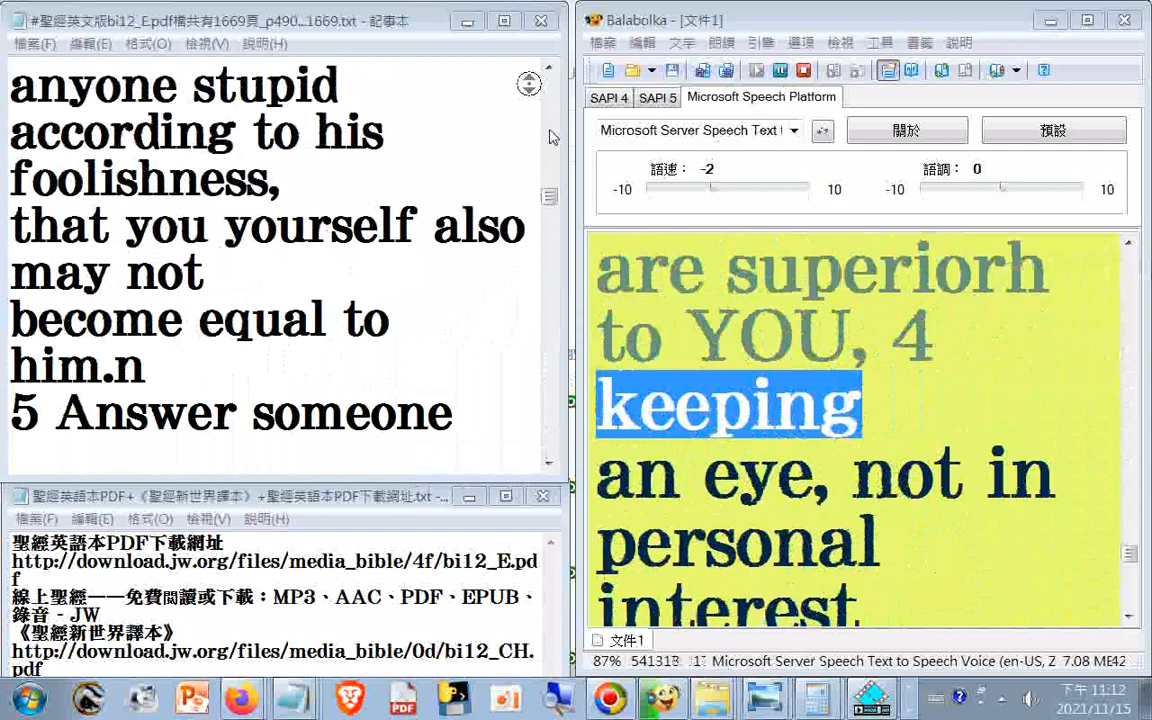 #聖經英文版bi12_E.pdf檔共有1669頁_p490...1669.txt - 記事本
檔案(F) 編輯(E) 格式(O) 檢視(V) 說明(H)
anyone stupid
according to his
foolishness,
that you yourself also
may not
become equal to
him.n
5 Answer someone
聖經英語本PDF+《聖經新世界譯本》+聖經英語本PDF下載網址.txt -...
檔案(F) 編輯(E) 格式(O) 檢視(V) 說明(H)
聖經英語本PDF下載網址
http://download.jw.org/files/media_bible/4f/bi12_E.pd
f
線上聖經——免費閱讀或下載：MP3、AAC、PDF、EPUB、
錄音 - JW
《聖經新世界譯本》
http://download.jw.org/files/media_bible/0d/bi12_CH.
pdf
Balabolka - [文件1]
檔案 編輯 文字 朗讀 引擎 選項 檢視 工具 書籤 說明
SAPI 4 SAPI 5 Microsoft Speech Platform
Microsoft Server Speech Text 關於 預設
語速： -2 語調： 0
-10 10 -10 10
are superiorh
to YOU, 4
keeping
an eye, not in
personal
interest
文件1
87% 541318 Microsoft Server Speech Text to Speech Voice (en-US, Z 7.08 ME42
PDF
下午 11:12
2021/11/15